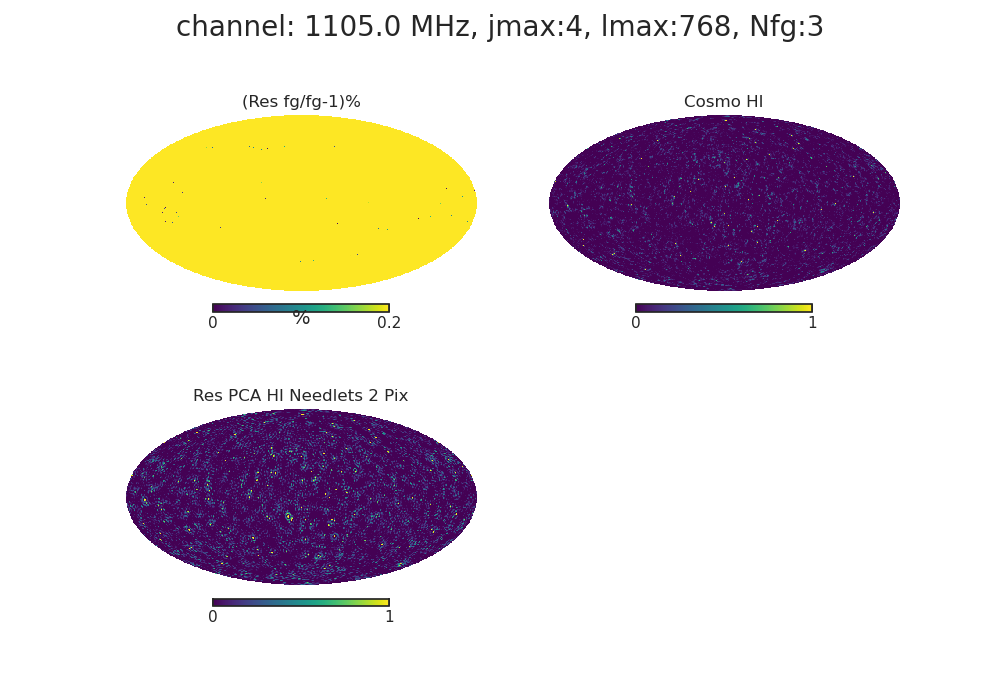 channel: 1105.0 MHz, jmax:4, lmax:768, Nfg:3
(Res fg/fg-1)%
Cosmo HI
0 % 0.2
0 1
Res PCA HI Needlets 2 Pix
0 1